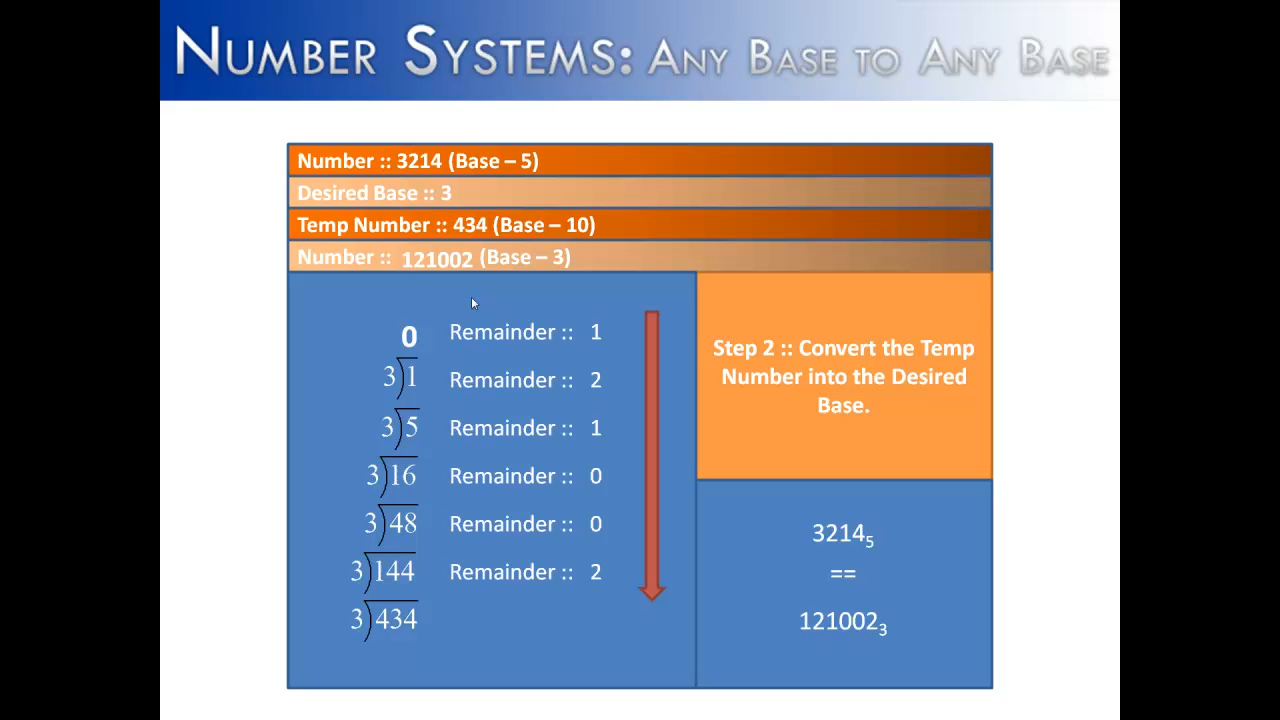 NUMBER SYSTEMS: ANY BASE TO ANY BASE
Number :: 3214 (Base – 5)
Desired Base :: 3
Temp Number :: 434 (Base – 10)
Number :: 121002 (Base – 3)
0 Remainder :: 1
3)1 Remainder :: 2
3)5 Remainder :: 1
3)16 Remainder :: 0
3)48 Remainder :: 0
3)144 Remainder :: 2
3)434
Step 2 :: Convert the Temp
Number into the Desired
Base.
3214₅
==
121002₃